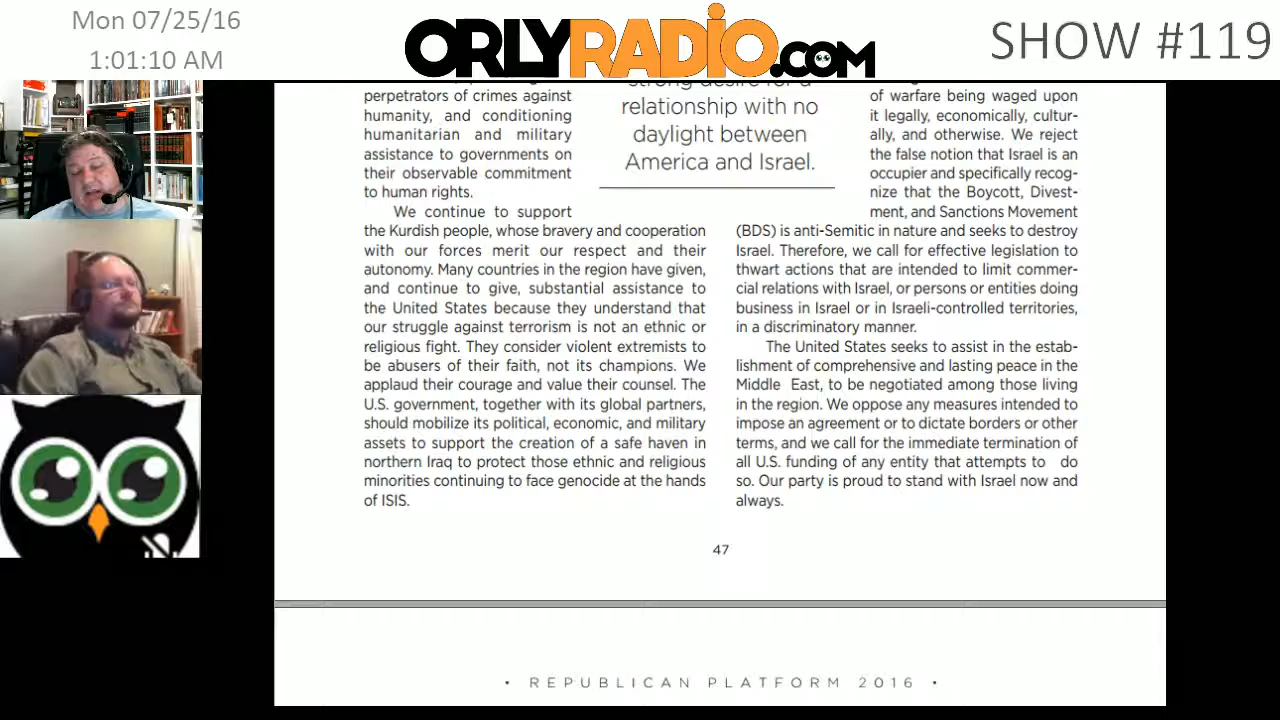 Mon 07/25/16
1:01:10 AM
ORLYRADIO.COM
SHOW #119
perpetrators of crimes against
humanity, and conditioning
humanitarian and military
assistance to governments on
their observable commitment
to human rights.
We continue to support
the Kurdish people, whose bravery and cooperation
with our forces merit our respect and their
autonomy. Many countries in the region have given,
and continue to give, substantial assistance to
the United States because they understand that
our struggle against terrorism is not an ethnic or
religious fight. They consider violent extremists to
be abusers of their faith, not its champions. We
applaud their courage and value their counsel. The
U.S. government, together with its global partners,
should mobilize its political, economic, and military
assets to support the creation of a safe haven in
northern Iraq to protect those ethnic and religious
minorities continuing to face genocide at the hands
of ISIS.
strong desire for a
relationship with no
daylight between
America and Israel.
of warfare being waged upon
it legally, economically, cultur-
ally, and otherwise. We reject
the false notion that Israel is an
occupier and specifically recog-
nize that the Boycott, Divest-
ment, and Sanctions Movement
(BDS) is anti-Semitic in nature and seeks to destroy
Israel. Therefore, we call for effective legislation to
thwart actions that are intended to limit commer-
cial relations with Israel, or persons or entities doing
business in Israel or in Israeli-controlled territories,
in a discriminatory manner.
The United States seeks to assist in the estab-
lishment of comprehensive and lasting peace in the
Middle East, to be negotiated among those living
in the region. We oppose any measures intended to
impose an agreement or to dictate borders or other
terms, and we call for the immediate termination of
all U.S. funding of any entity that attempts to do
so. Our party is proud to stand with Israel now and
always.
47
• REPUBLICAN PLATFORM 2016 •